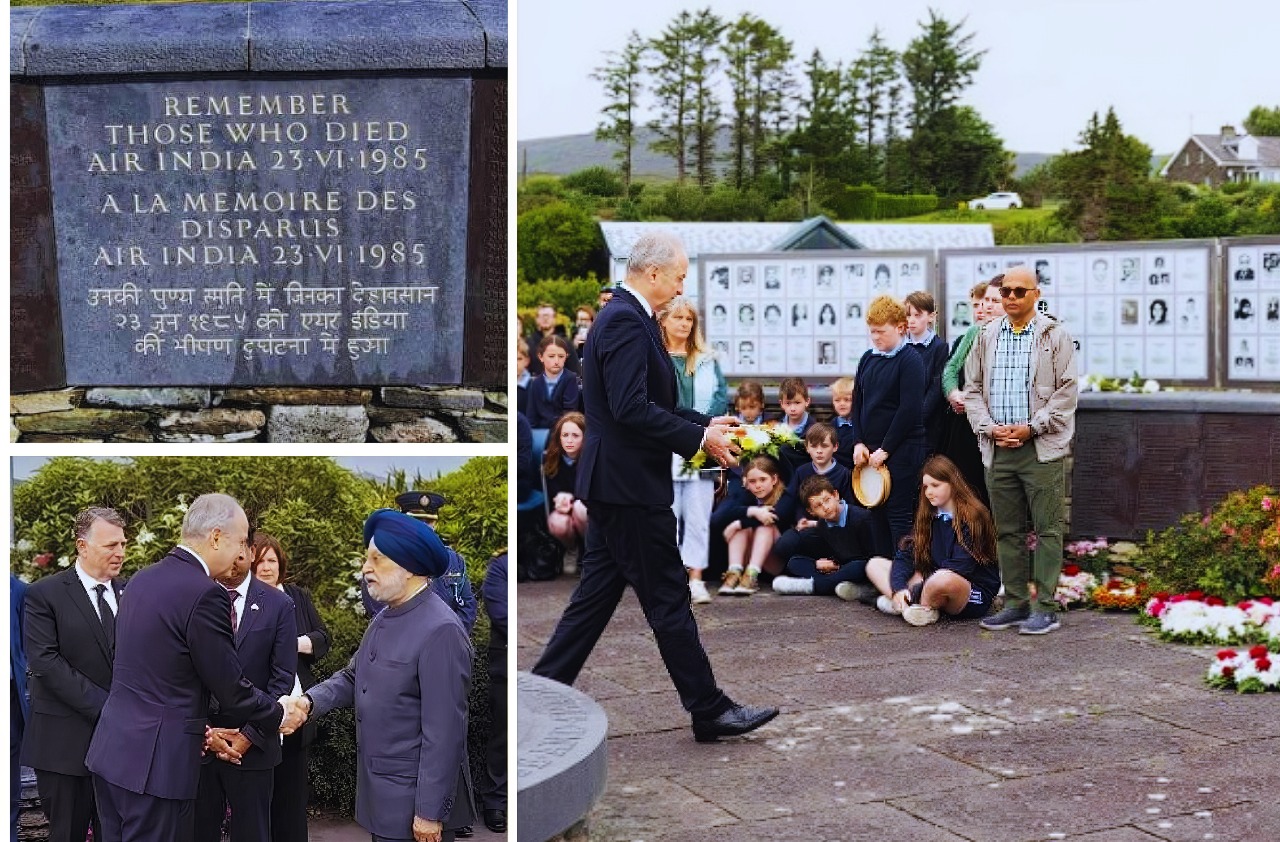 REMEMBER
THOSE WHO DIED
AIR INDIA 23·VI·1985
A LA MEMOIRE DES
DISPARUS
AIR INDIA 23·VI·1985
उनकी पुण्य स्मृति में जिनका देहावसान
२३ जून १९८५ को एयर इंडिया
की भीषण दुर्घटना में हुआ